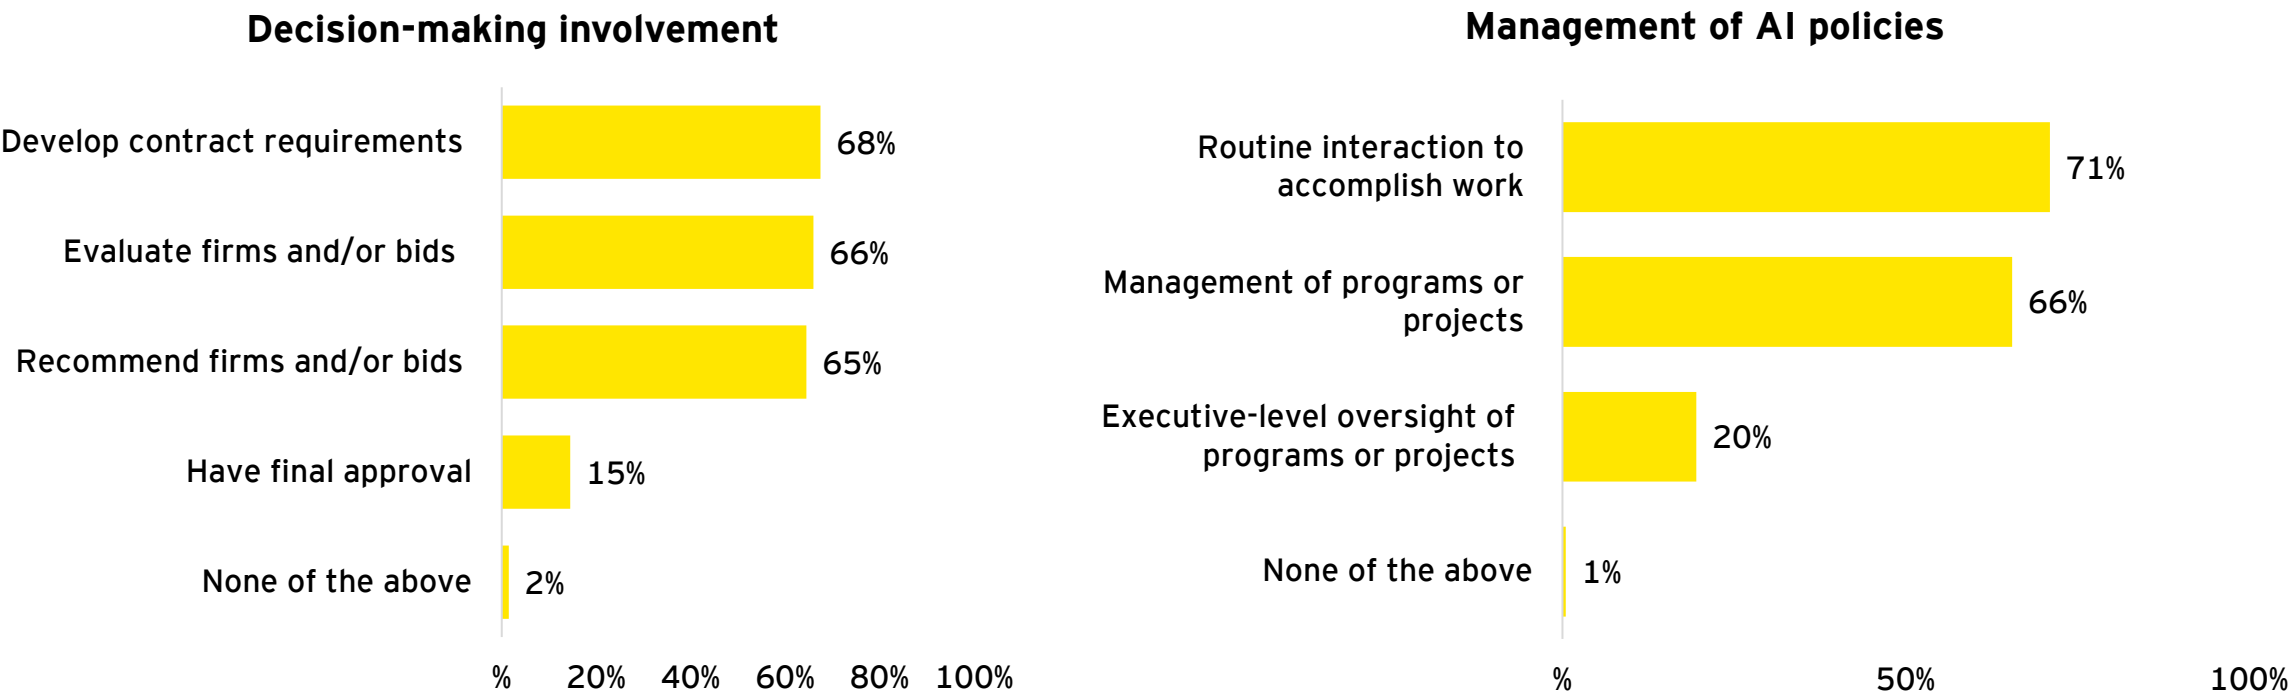 Decision-making involvement
Develop contract requirements 68%
Evaluate firms and/or bids 66%
Recommend firms and/or bids 65%
Have final approval 15%
None of the above 2%
% 20% 40% 60% 80% 100%
Management of AI policies
Routine interaction to
accomplish work
71%
Management of programs or
projects
66%
Executive-level oversight of
programs or projects
20%
None of the above 1%
% 50% 100%